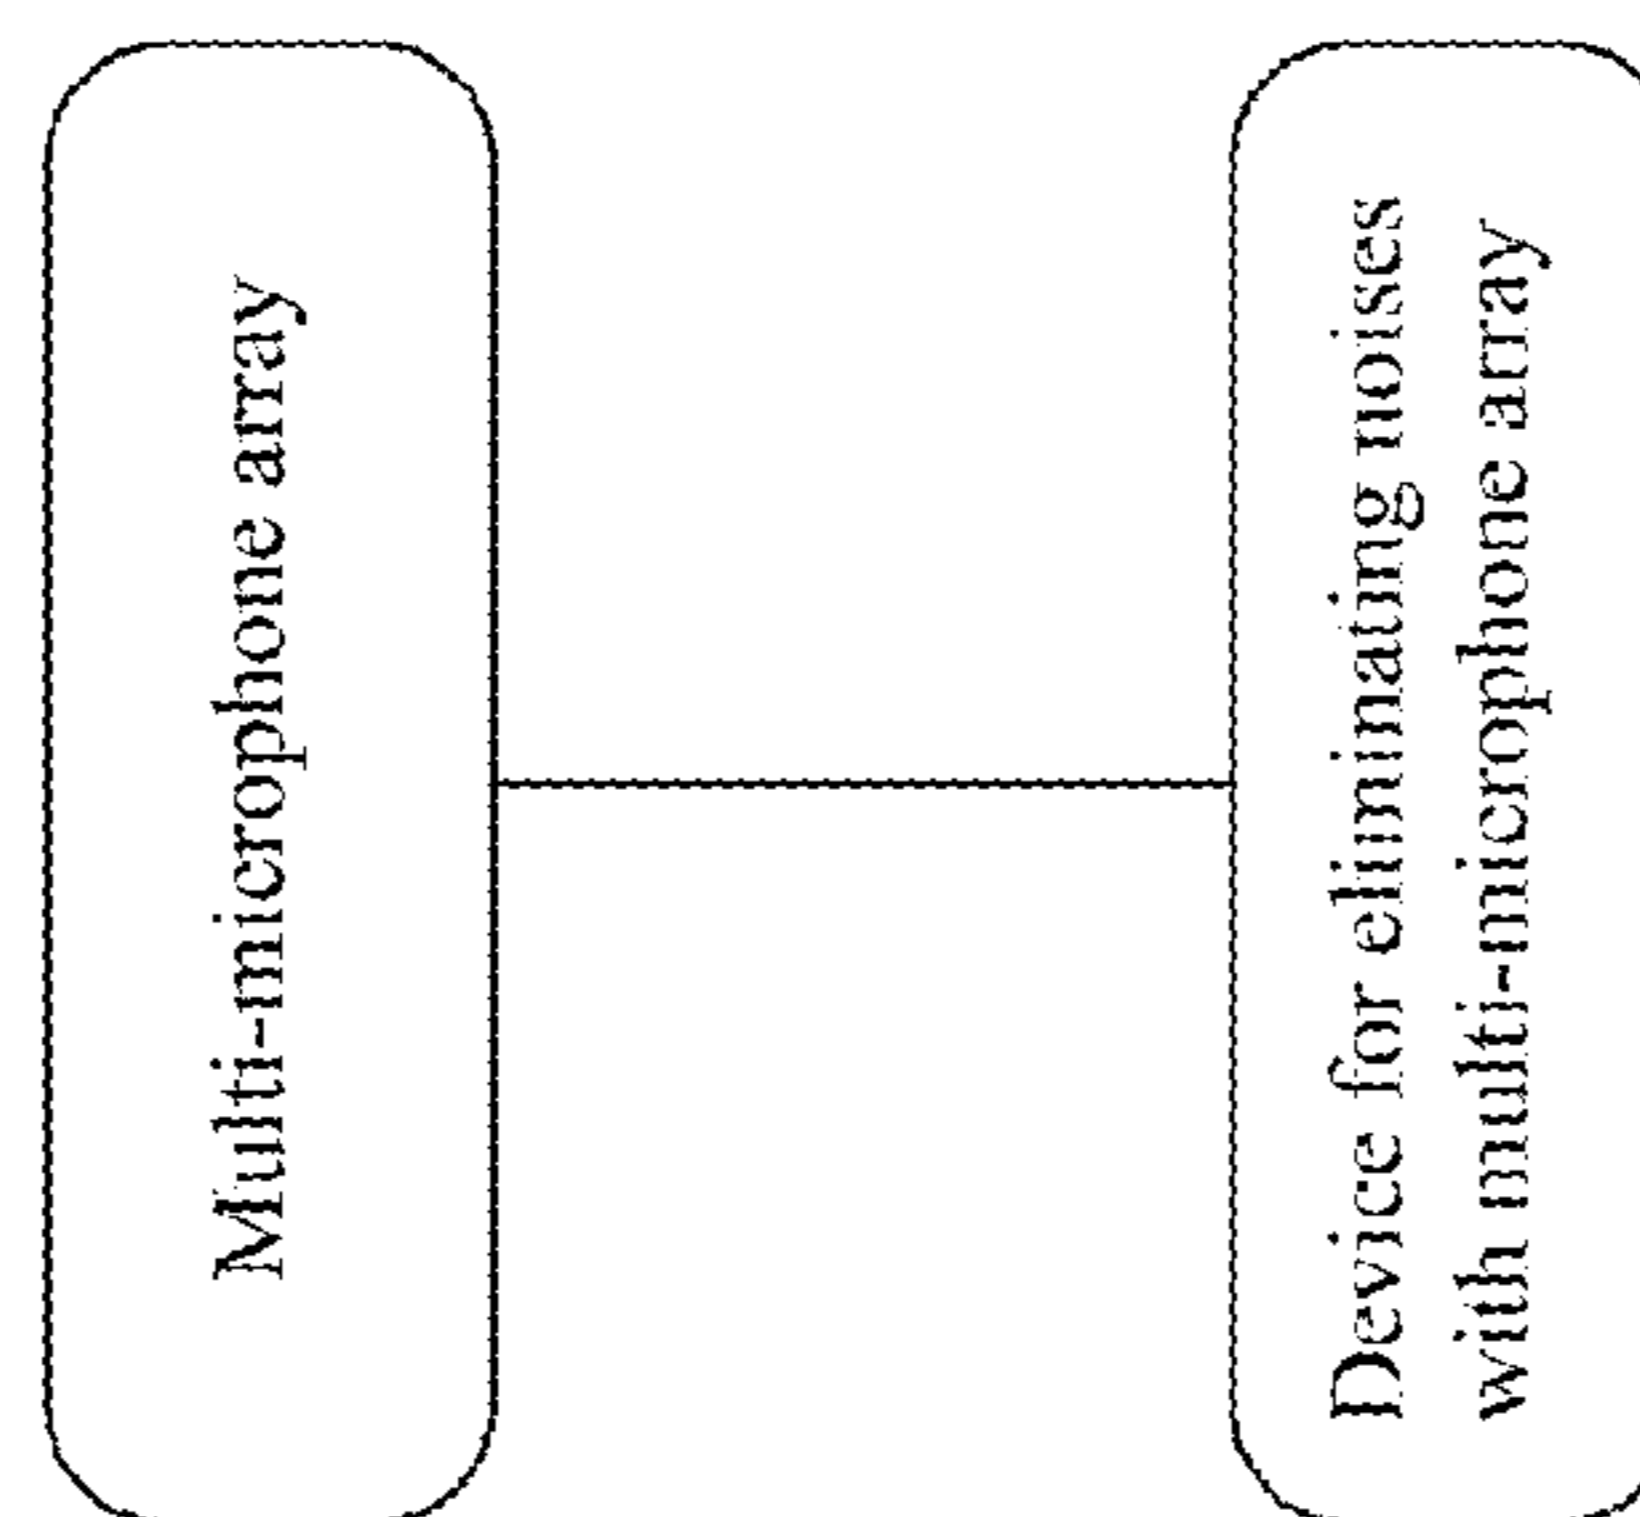 Multi-microphone array
Device for eliminating noises
with multi-microphone array